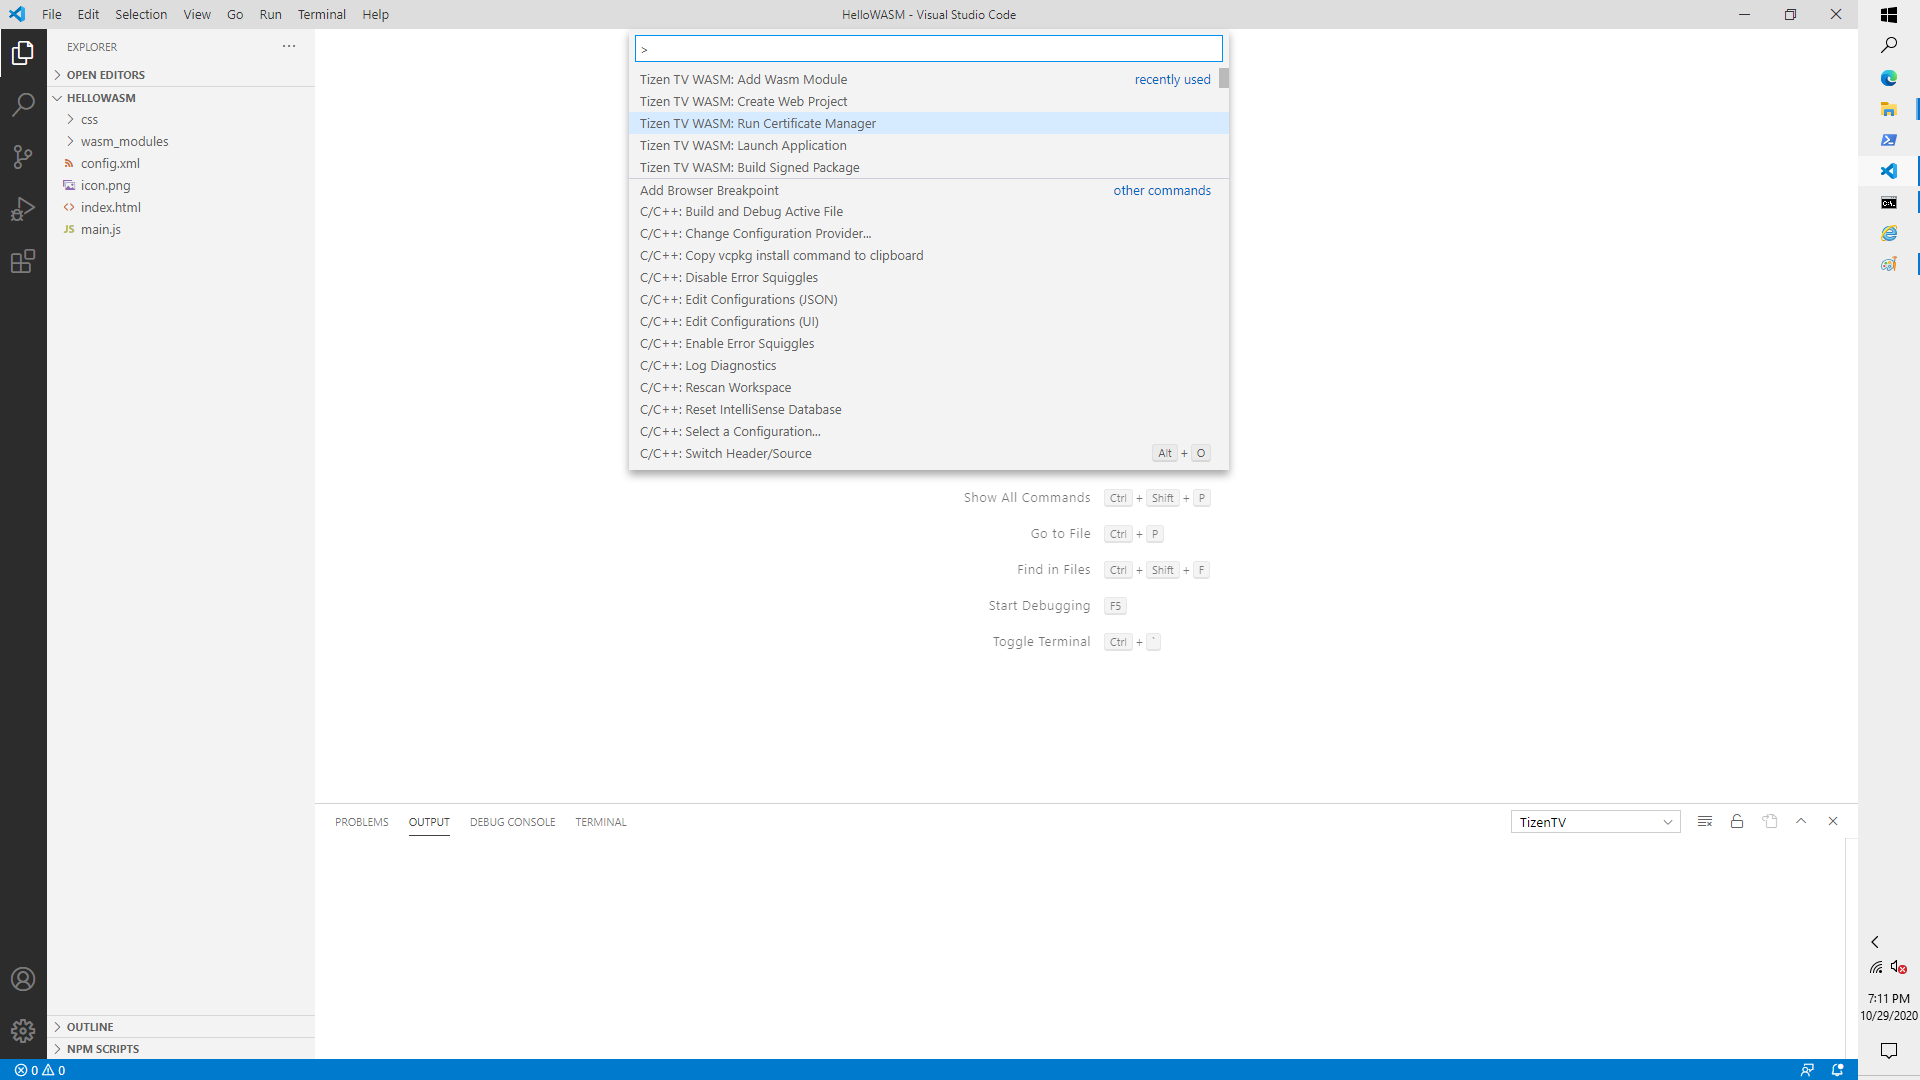 File Edit Selection View Go Run Terminal Help
HelloWASM - Visual Studio Code
EXPLORER
OPEN EDITORS
HELLOWASM
css
wasm_modules
config.xml
icon.png
index.html
JS main.js
OUTLINE
NPM SCRIPTS
>
Tizen TV WASM: Add Wasm Module recently used
Tizen TV WASM: Create Web Project
Tizen TV WASM: Run Certificate Manager
Tizen TV WASM: Launch Application
Tizen TV WASM: Build Signed Package
Add Browser Breakpoint other commands
C/C++: Build and Debug Active File
C/C++: Change Configuration Provider...
C/C++: Copy vcpkg install command to clipboard
C/C++: Disable Error Squiggles
C/C++: Edit Configurations (JSON)
C/C++: Edit Configurations (UI)
C/C++: Enable Error Squiggles
C/C++: Log Diagnostics
C/C++: Rescan Workspace
C/C++: Reset IntelliSense Database
C/C++: Select a Configuration...
C/C++: Switch Header/Source Alt + O
Show All Commands Ctrl + Shift + P
Go to File Ctrl + P
Find in Files Ctrl + Shift + F
Start Debugging F5
Toggle Terminal Ctrl + `
PROBLEMS OUTPUT DEBUG CONSOLE TERMINAL TizenTV
0 0
7:11 PM
10/29/2020